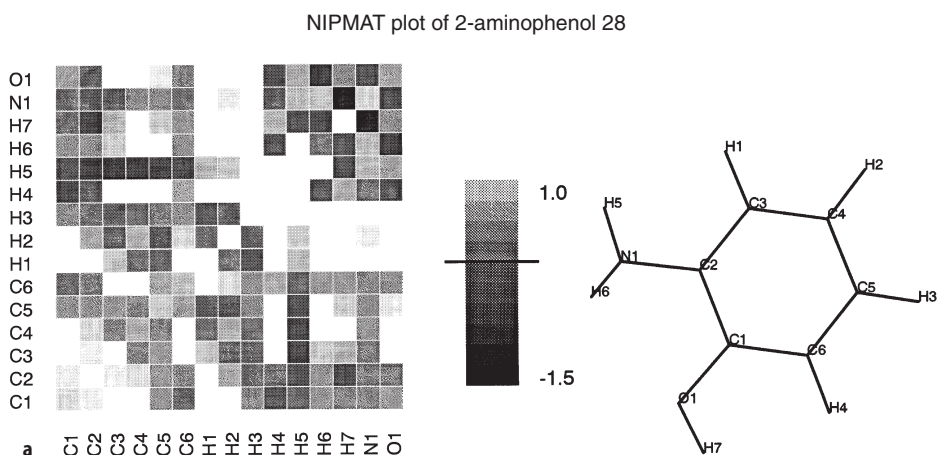 NIPMAT plot of 2-aminophenol 28
O1
N1
H7
H6
H5
H4
H3
H2
H1
C6
C5
C4
C3
C2
C1
a
C1 C2 C3 C4 C5 C6 H1 H2 H3 H4 H5 H6 H7 N1 O1
1.0
-1.5
H1
H2
H5
C3
C4
N1
C2
H6
C5
H3
C1
C6
O1
H4
H7